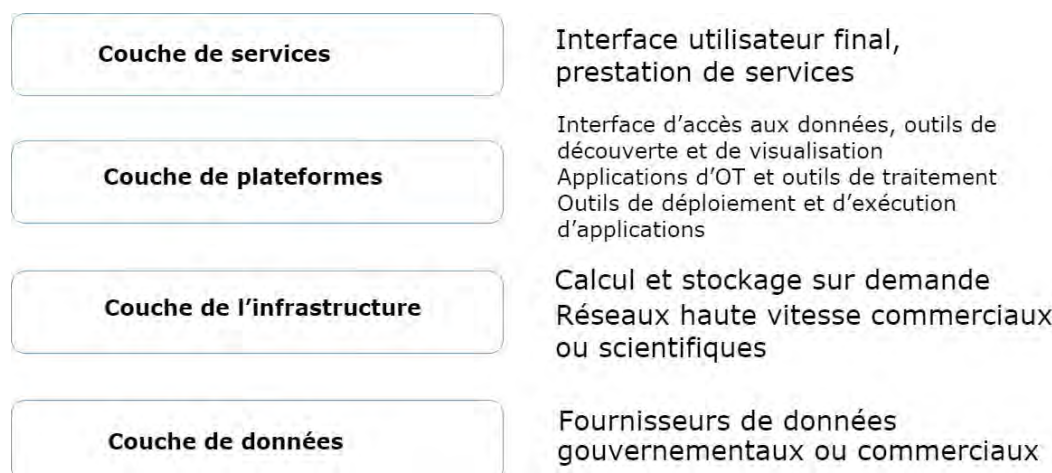 Couche de services
Interface utilisateur final,
prestation de services
Couche de plateformes
Interface d’accès aux données, outils de
découverte et de visualisation
Applications d’OT et outils de traitement
Outils de déploiement et d’exécution
d’applications
Couche de l’infrastructure
Calcul et stockage sur demande
Réseaux haute vitesse commerciaux
ou scientifiques
Couche de données
Fournisseurs de données
gouvernementaux ou commerciaux